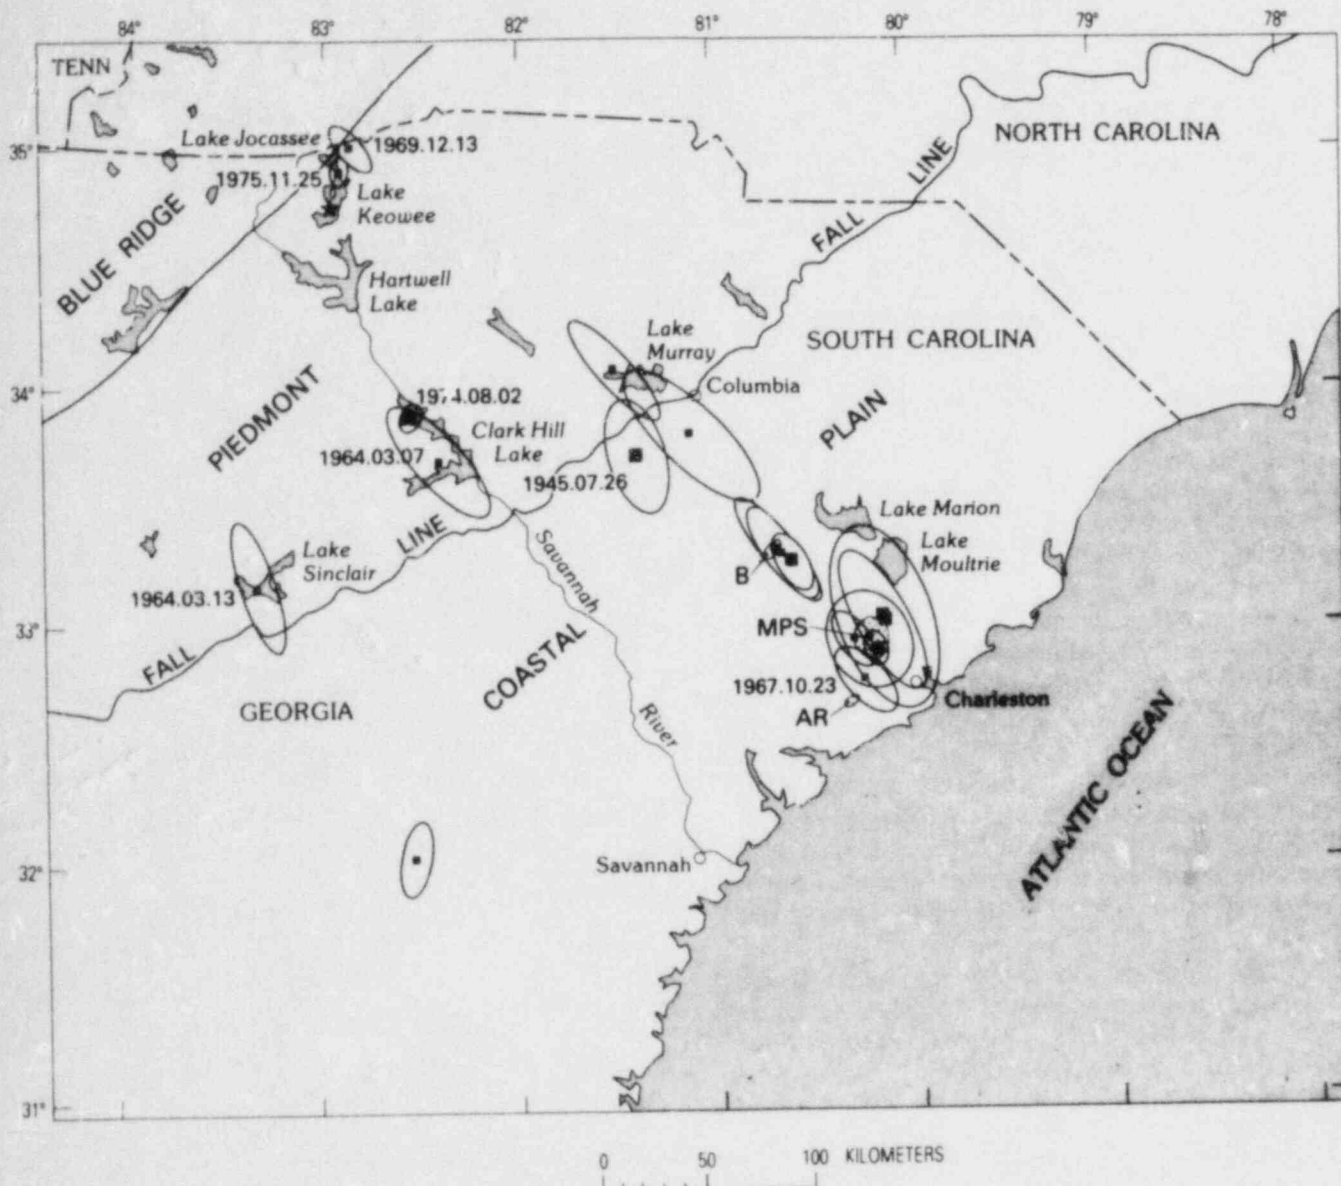 84° 83° 82° 81° 80° 79° 78°
TENN
35°
34°
33°
32°
31°
Lake Jocassee
1969.12.13
1975.11.25
Lake
Keowee
BLUE RIDGE
Hartwell
Lake
NORTH CAROLINA
FALL LINE
SOUTH CAROLINA
Lake
Murray
Columbia
PIEDMONT
08.02
Clark Hill
Lake
1964.03.07
1945.07.26
PLAIN
Lake Marion
Lake
Moultrie
Lake
Sinclair
1964.03.13
FALL LINE
Savannah River
B
MPS
1967.10.23
AR
Charleston
COASTAL
GEORGIA
ATLANTIC OCEAN
Savannah
0 50 100 KILOMETERS